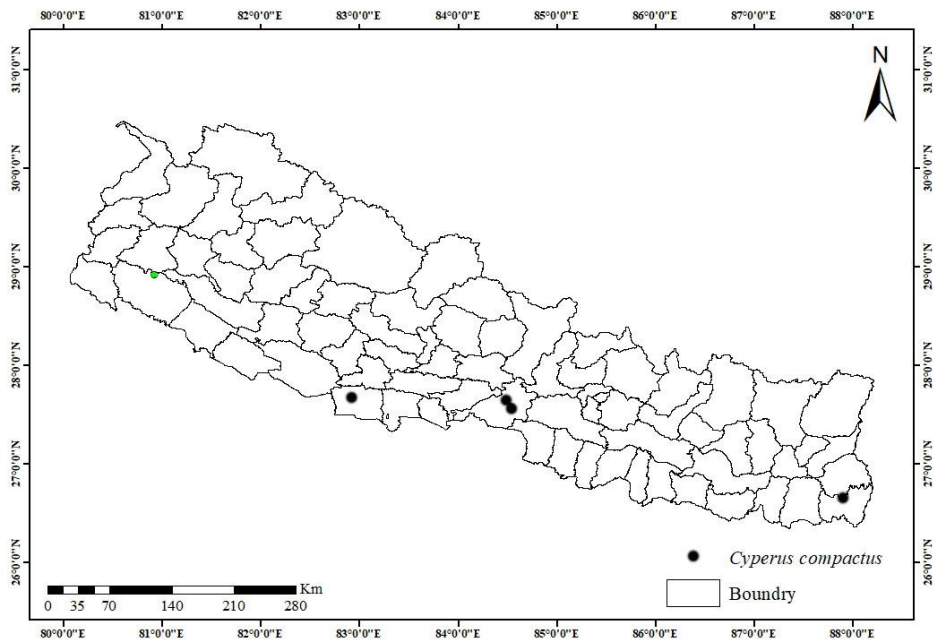 80°0'0"E 81°0'0"E 82°0'0"E 83°0'0"E 84°0'0"E 85°0'0"E 86°0'0"E 87°0'0"E 88°0'0"E
N
31°0'0"N 31°0'0"N
30°0'0"N 30°0'0"N
29°0'0"N 29°0'0"N
28°0'0"N 28°0'0"N
27°0'0"N 27°0'0"N
26°0'0"N 26°0'0"N
Cyperus compactus
Boundry
Km
0 35 70 140 210 280
80°0'0"E 81°0'0"E 82°0'0"E 83°0'0"E 84°0'0"E 85°0'0"E 86°0'0"E 87°0'0"E 88°0'0"E